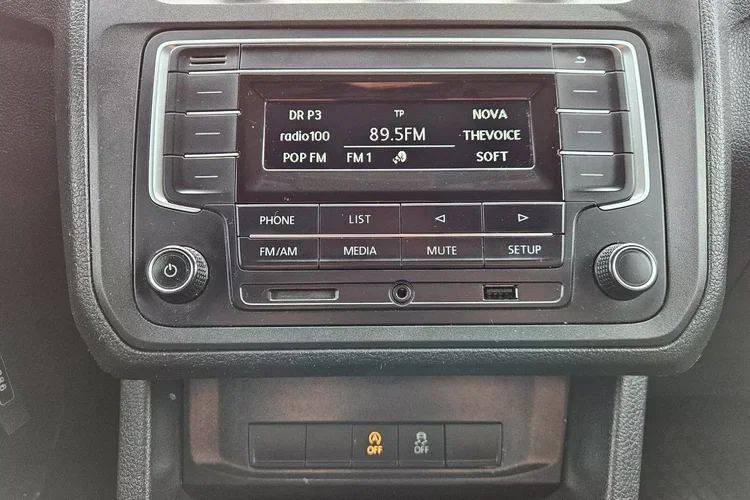 DR P3 TP NOVA
radio100 89.5FM THEVOICE
POP FM FM 1 SOFT
PHONE LIST
FM/AM MEDIA MUTE SETUP
A OFF OFF